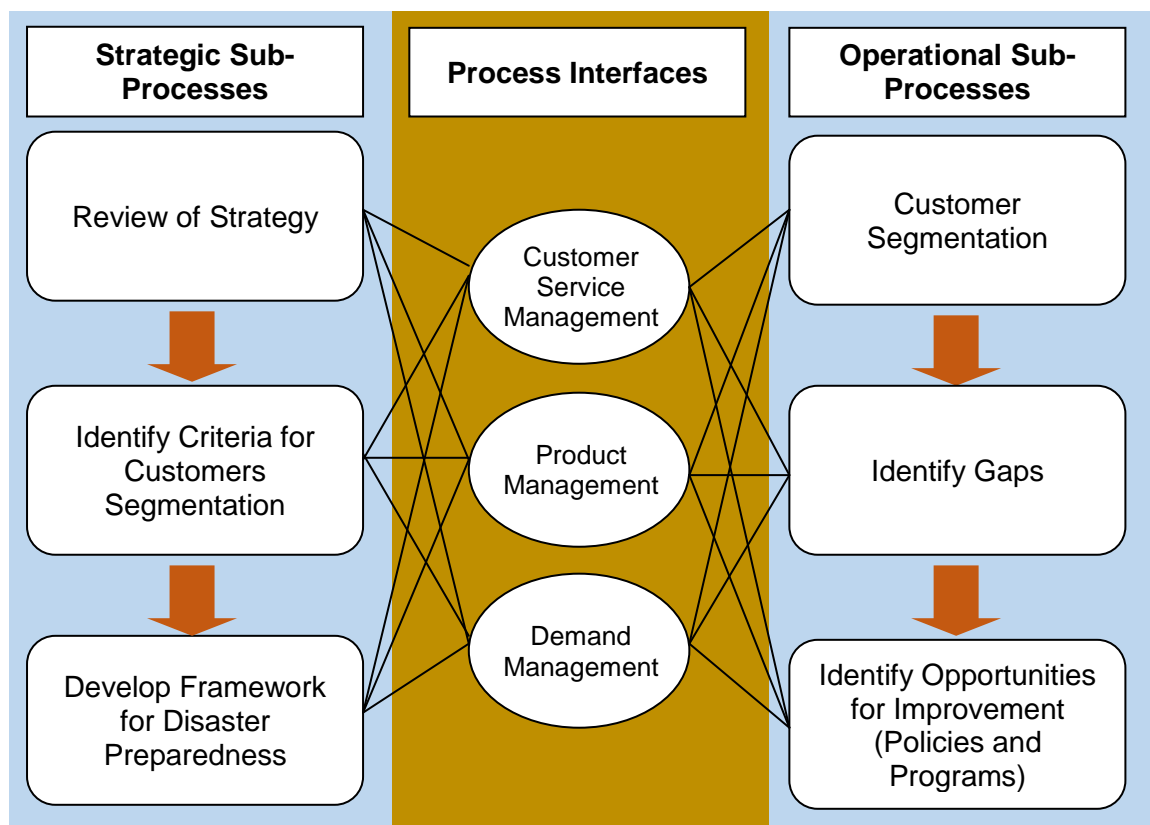 Strategic Sub-
Processes
Process Interfaces
Operational Sub-
Processes
Review of Strategy
Customer
Service
Management
Customer
Segmentation
Identify Criteria for
Customers
Segmentation
Product
Management
Identify Gaps
Develop Framework
for Disaster
Preparedness
Demand
Management
Identify Opportunities
for Improvement
(Policies and
Programs)